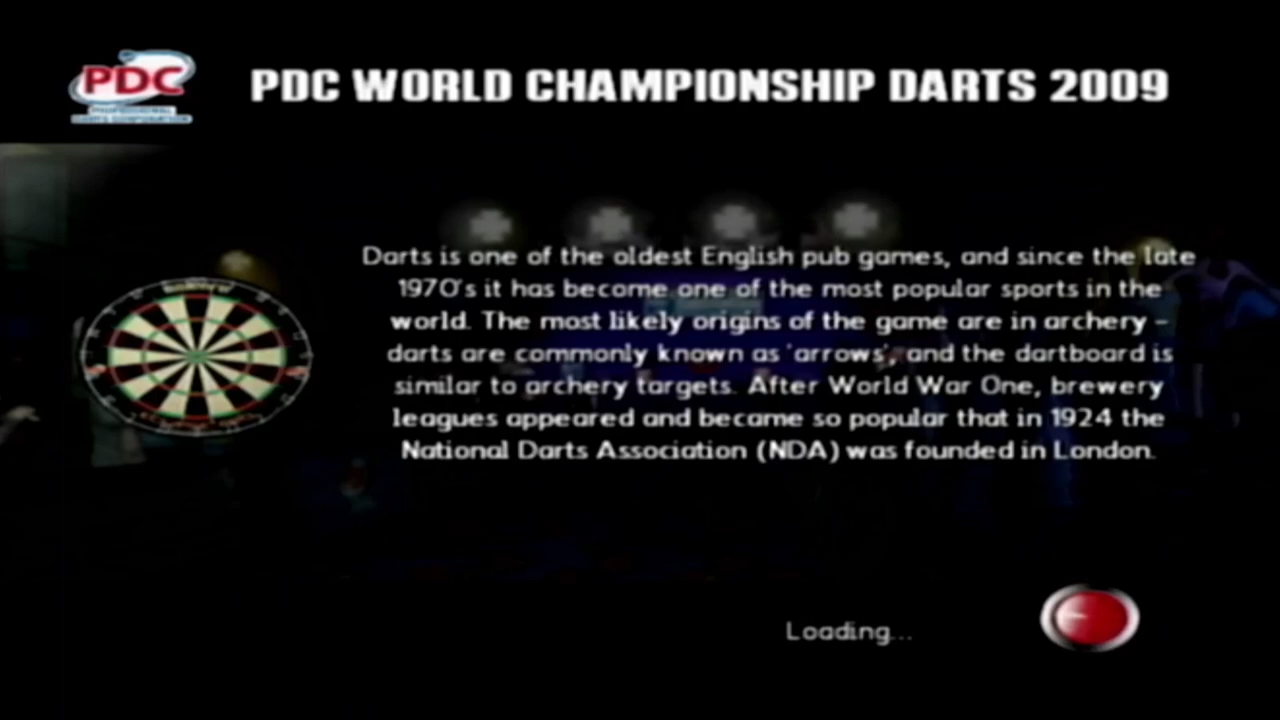 PDC
PDC WORLD CHAMPIONSHIP DARTS 2009
Darts is one of the oldest English pub games, and since the late
1970's it has become one of the most popular sports in the
world. The most likely origins of the game are in archery –
darts are commonly known as 'arrows', and the dartboard is
similar to archery targets. After World War One, brewery
leagues appeared and became so popular that in 1924 the
National Darts Association (NDA) was founded in London.
Loading...